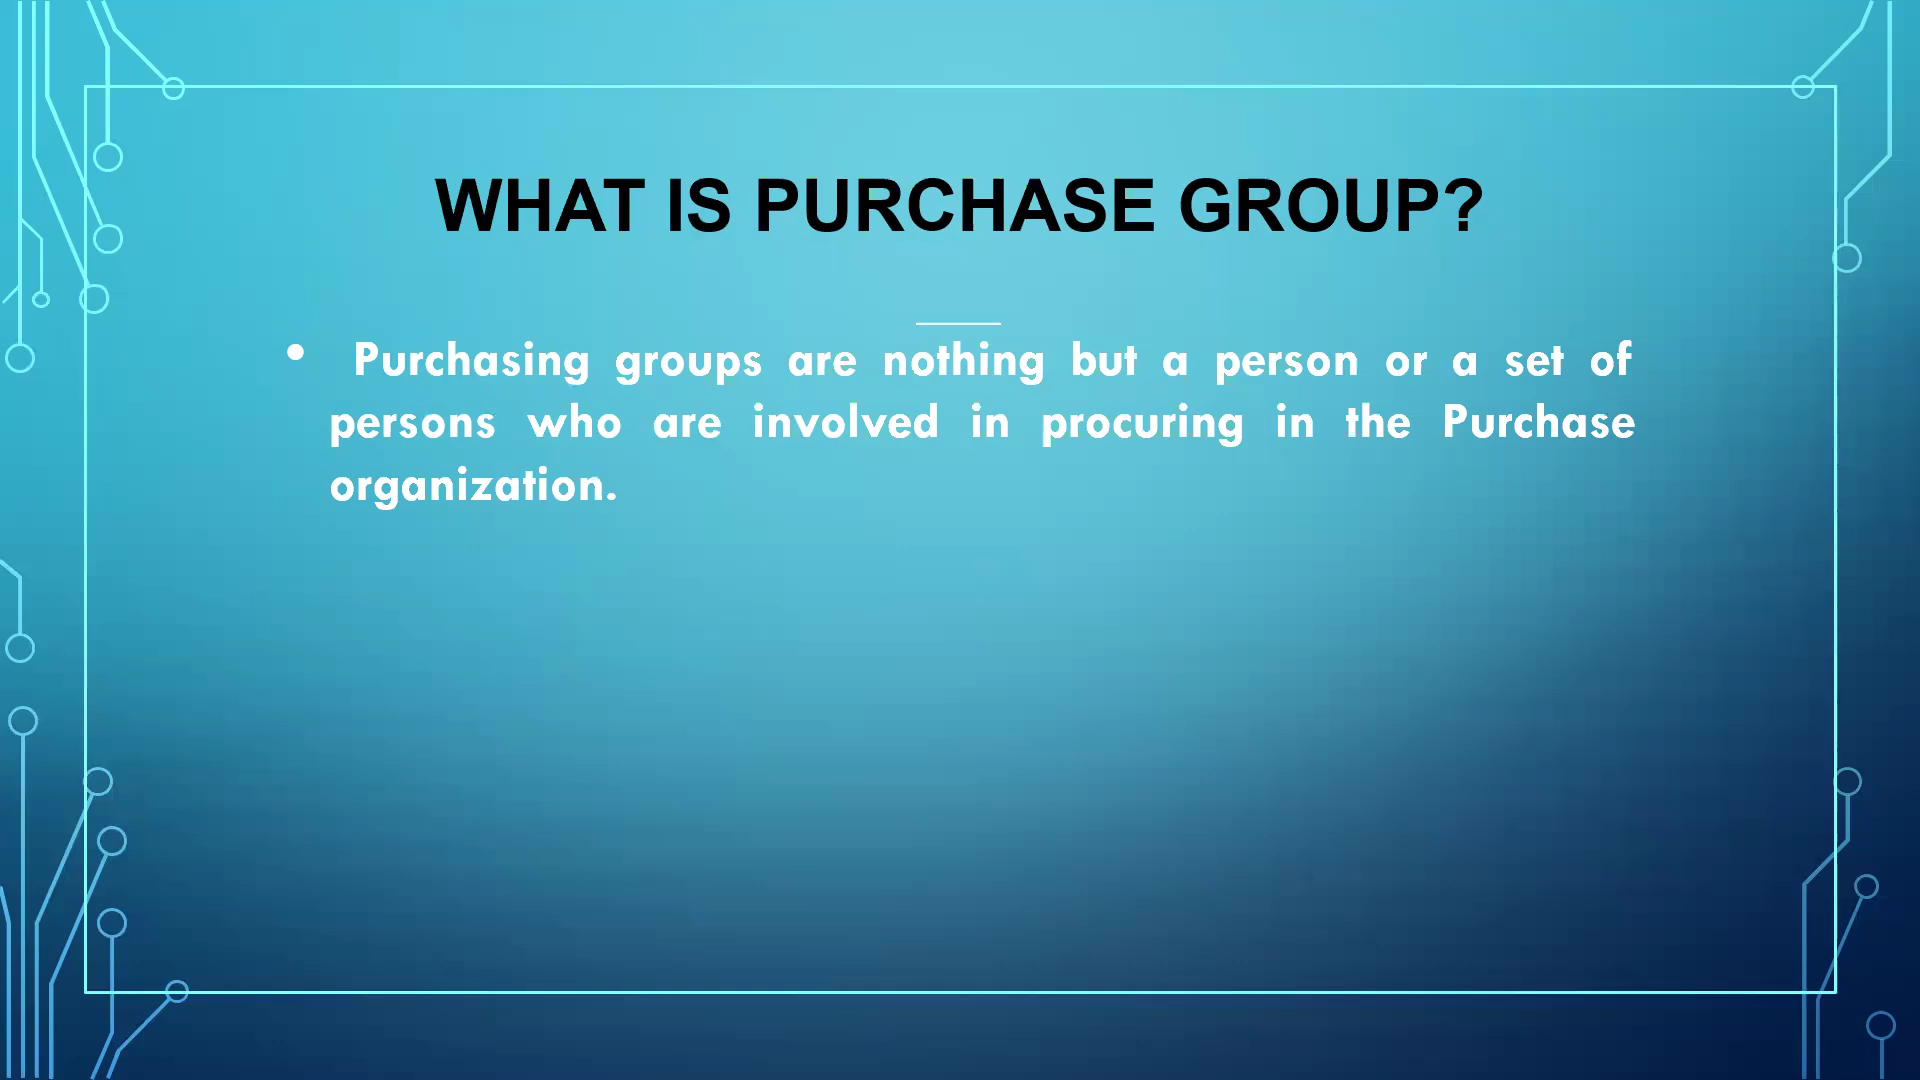 WHAT IS PURCHASE GROUP?
• Purchasing groups are nothing but a person or a set of
persons who are involved in procuring in the Purchase
organization.